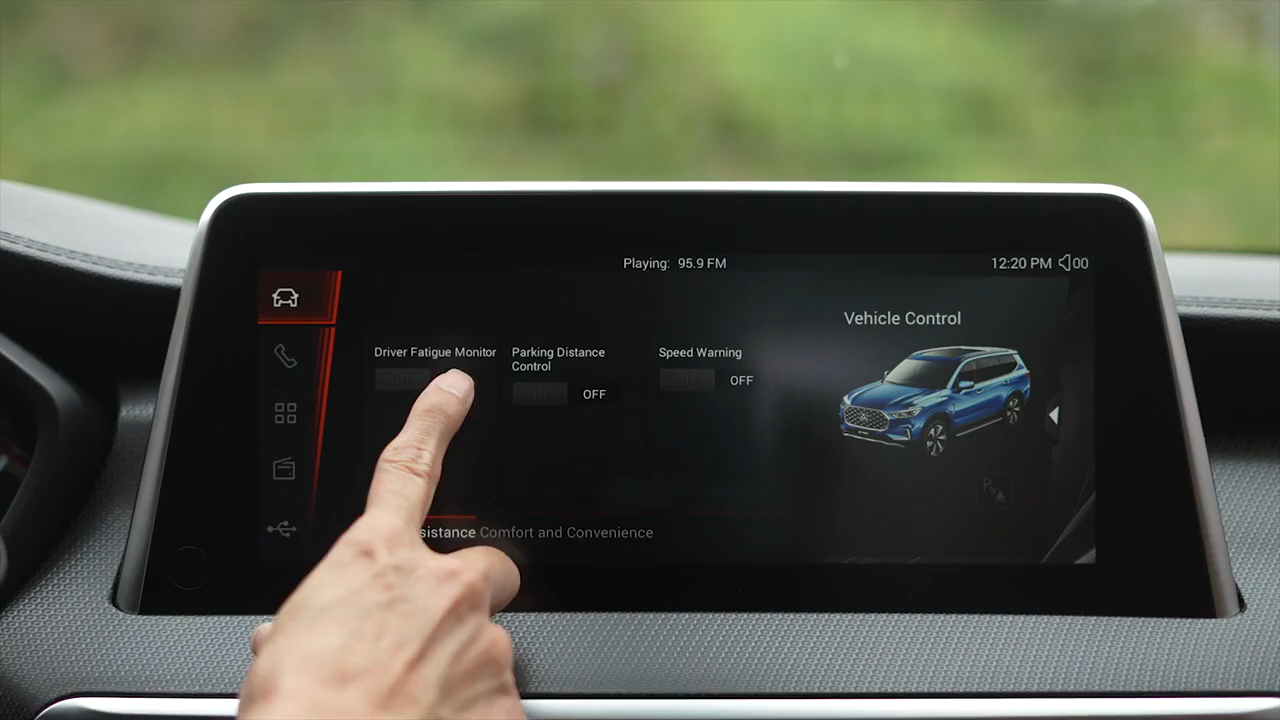 Playing: 95.9 FM
12:20 PM 00
Vehicle Control
Driver Fatigue Monitor
Parking Distance
Control
OFF
Speed Warning
OFF
sistance Comfort and Convenience